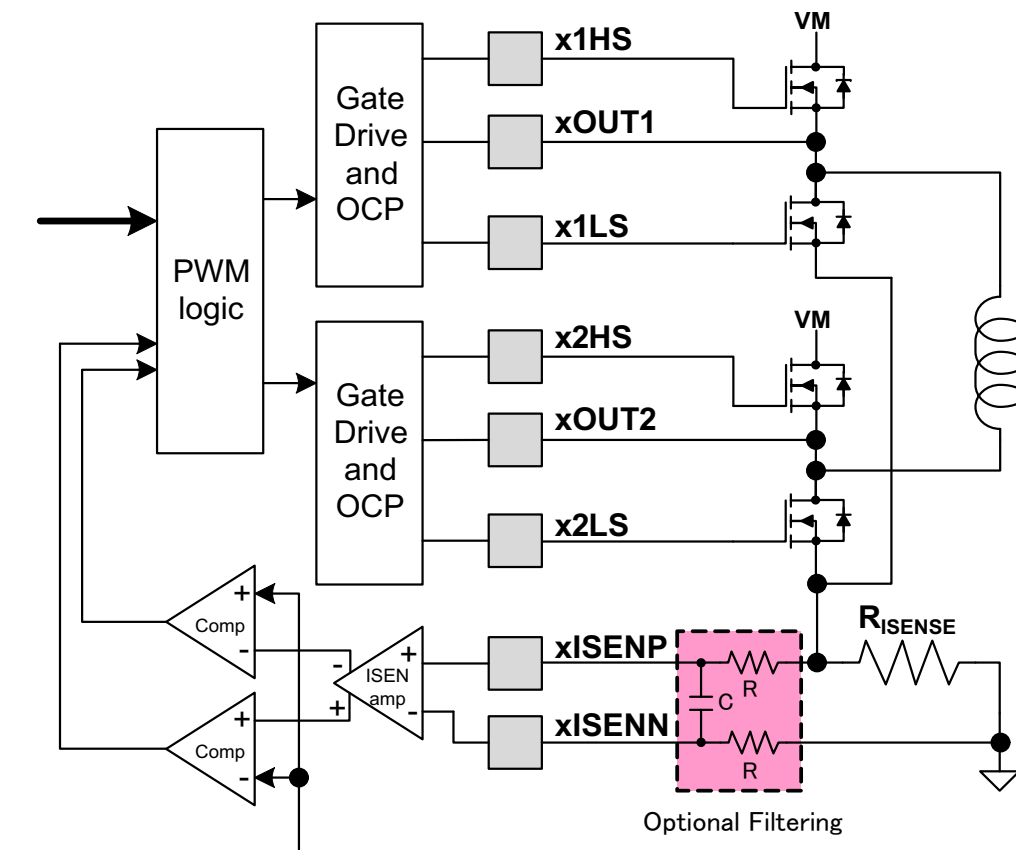 VM
x1HS
Gate
Drive
and
OCP
xOUT1
x1LS
PWM
logic
VM
x2HS
Gate
Drive
and
OCP
xOUT2
x2LS
+
Comp
-
-
+
ISEN
amp
+
-
xISENP
R
C
RISENSE
+
Comp
-
xISENN
R
Optional Filtering